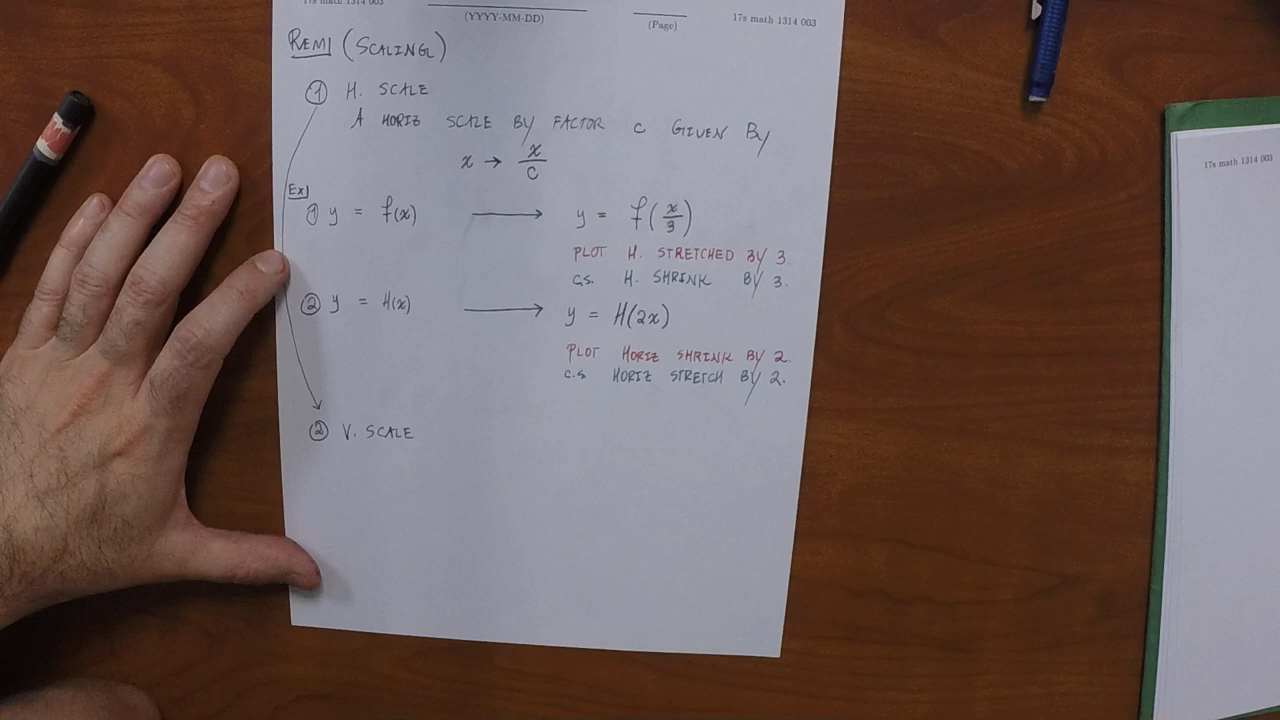 17s math 1314 003
(YYYY-MM-DD)
(Page)
17s math 1314 003
REM (SCALING)
① H. SCALE
A HORIZ SCALE BY FACTOR C GIVEN BY
x → x/c
Ex
① y = f(x) → y = f(x/3)
PLOT H. STRETCHED BY 3.
C.S. H. SHRINK BY 3.
② y = H(x) → y = H(2x)
PLOT HORIZ SHRINK BY 2.
C.S. HORIZ STRETCH BY 2.
② V. SCALE
17s math 1314 003